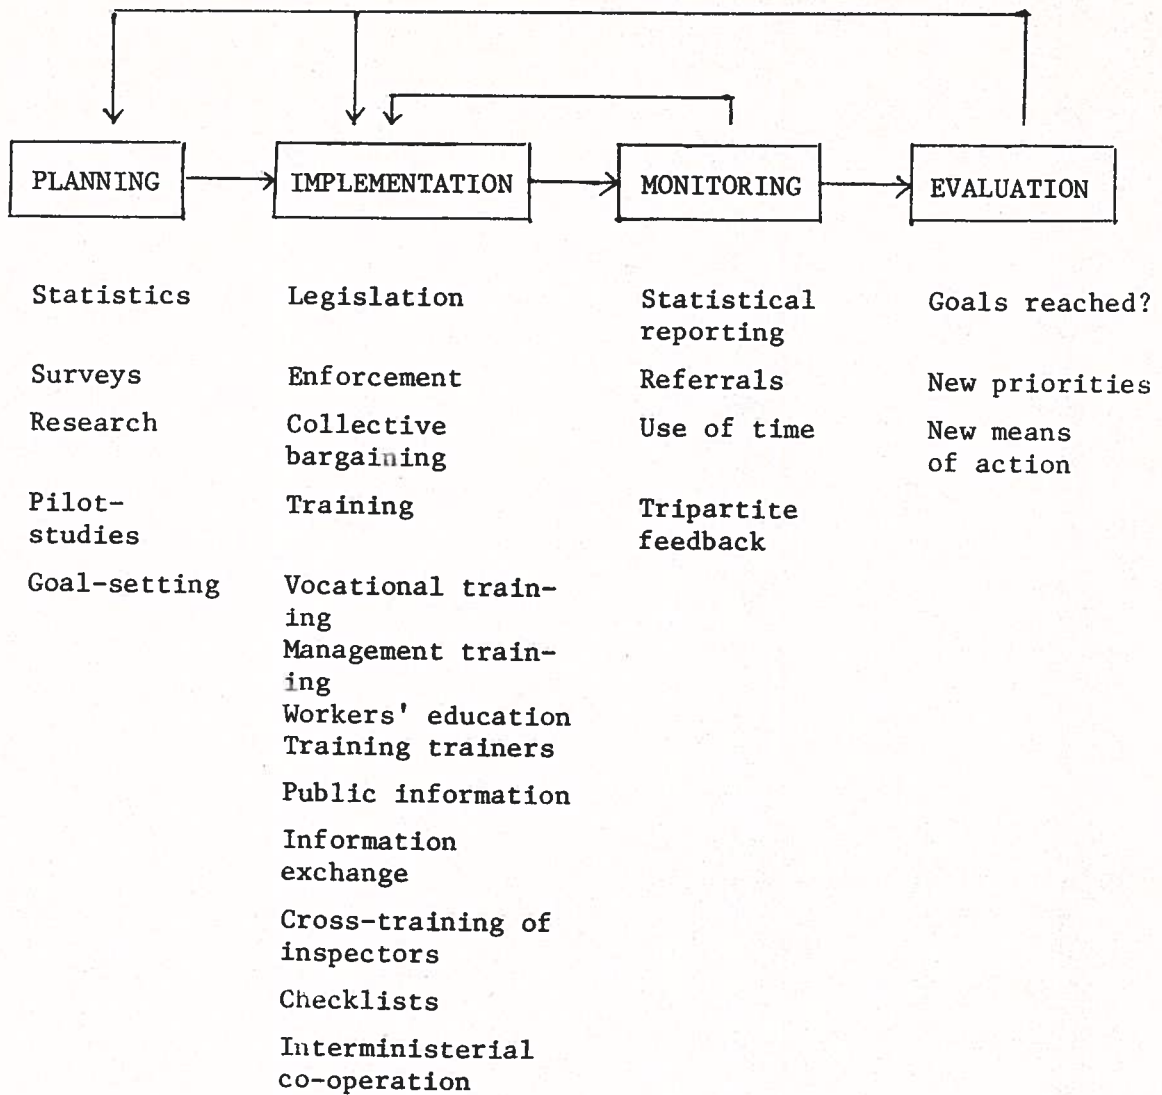 PLANNING
IMPLEMENTATION
MONITORING
EVALUATION
Statistics
Surveys
Research
Pilot-
studies
Goal-setting
Legislation
Enforcement
Collective
bargaining
Training
Vocational train-
ing
Management train-
ing
Workers' education
Training trainers
Public information
Information
exchange
Cross-training of
inspectors
Checklists
Interministerial
co-operation
Statistical
reporting
Referrals
Use of time
Tripartite
feedback
Goals reached?
New priorities
New means
of action